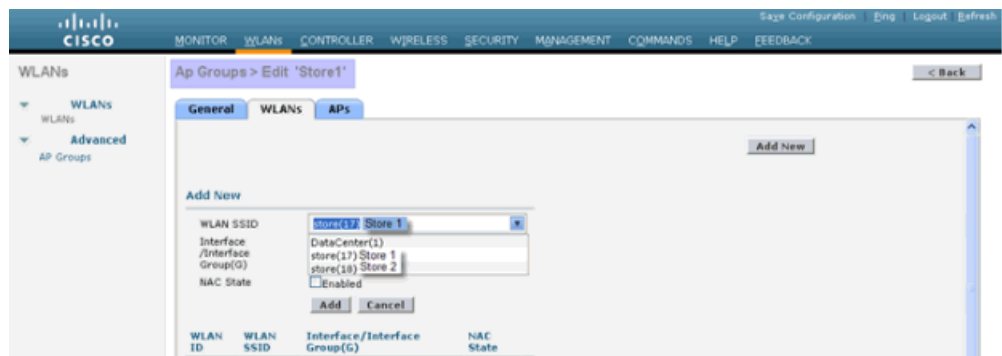 Save Configuration Ping Logout Refresh
CISCO MONITOR WLANs CONTROLLER WIRELESS SECURITY MANAGEMENT COMMANDS HELP FEEDBACK
WLANs
Ap Groups > Edit 'Store1'
< Back
WLANs
WLANs
Advanced
AP Groups
General WLANs APs
Add New
Add New
WLAN SSID store(17) Store 1
Interface /Interface Group(G)
DataCenter(1)
store(17) Store 1
store(18) Store 2
NAC State Enabled
Add Cancel
WLAN ID WLAN SSID Interface/Interface Group(G) NAC State